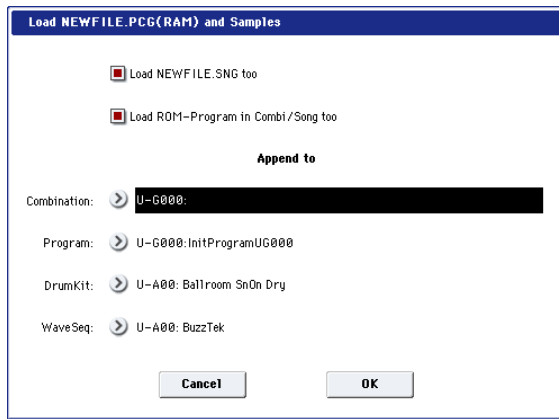 Load NEWFILE.PCG(RAM) and Samples
Load NEWFILE.SNG too
Load ROM-Program in Combi/Song too
Append to
Combination: U-G000:
Program: U-G000:InitProgramUG000
DrumKit: U-A00: Ballroom SnOn Dry
WaveSeq: U-A00: BuzzTek
Cancel OK